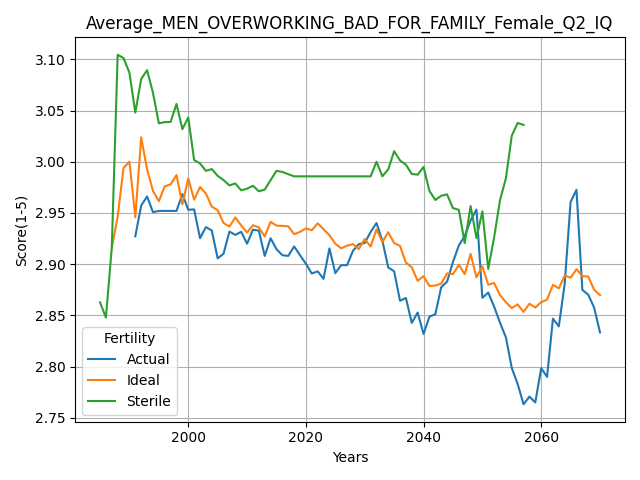 Average_MEN_OVERWORKING_BAD_FOR_FAMILY_Female_Q2_IQ
Score(1-5)
3.10
3.05
3.00
2.95
2.90
2.85
2.80
2.75
Fertility
Actual
Ideal
Sterile
2000
2020
2040
2060
Years